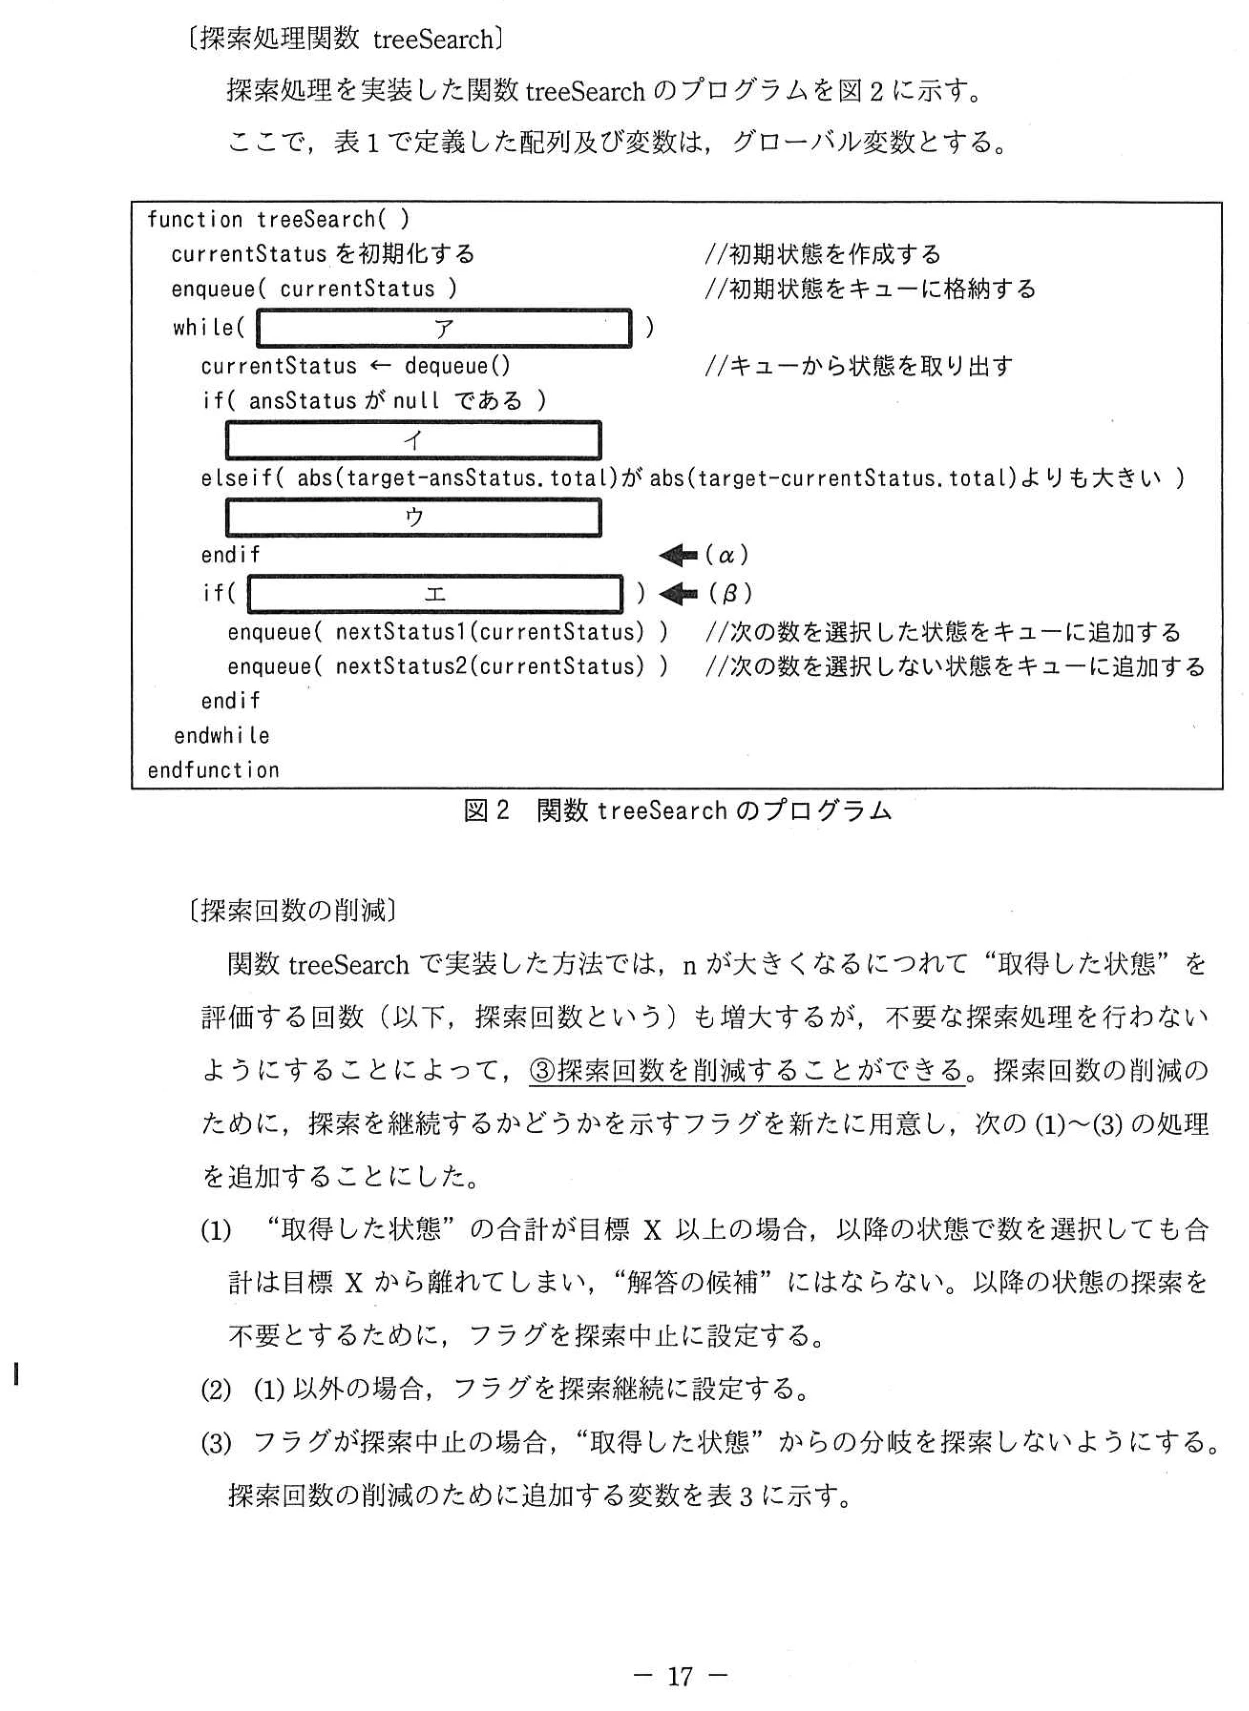 〔探索処理関数 treeSearch〕
探索処理を実装した関数 treeSearch のプログラムを図 2 に示す。
ここで，表 1 で定義した配列及び変数は，グローバル変数とする。
function treeSearch( )
currentStatus を初期化する //初期状態を作成する
enqueue( currentStatus ) //初期状態をキューに格納する
while( ア )
currentStatus ← dequeue() //キューから状態を取り出す
if( ansStatus が null である )
イ
elseif( abs(target-ansStatus.total)が abs(target-currentStatus.total)よりも大きい )
ウ
endif ←(α)
if( エ ) ←(β)
enqueue( nextStatus1(currentStatus) ) //次の数を選択した状態をキューに追加する
enqueue( nextStatus2(currentStatus) ) //次の数を選択しない状態をキューに追加する
endif
endwhile
endfunction
図 2 関数 treeSearch のプログラム
〔探索回数の削減〕
関数 treeSearch で実装した方法では，n が大きくなるにつれて“取得した状態”を
評価する回数（以下，探索回数という）も増大するが，不要な探索処理を行わない
ようにすることによって，③探索回数を削減することができる。探索回数の削減の
ために，探索を継続するかどうかを示すフラグを新たに用意し，次の (1)～(3) の処理
を追加することにした。
(1) “取得した状態”の合計が目標 X 以上の場合，以降の状態で数を選択しても合
計は目標 X から離れてしまい，“解答の候補”にはならない。以降の状態の探索を
不要とするために，フラグを探索中止に設定する。
(2) (1) 以外の場合，フラグを探索継続に設定する。
(3) フラグが探索中止の場合，“取得した状態”からの分岐を探索しないようにする。
探索回数の削減のために追加する変数を表 3 に示す。
－ 17 －